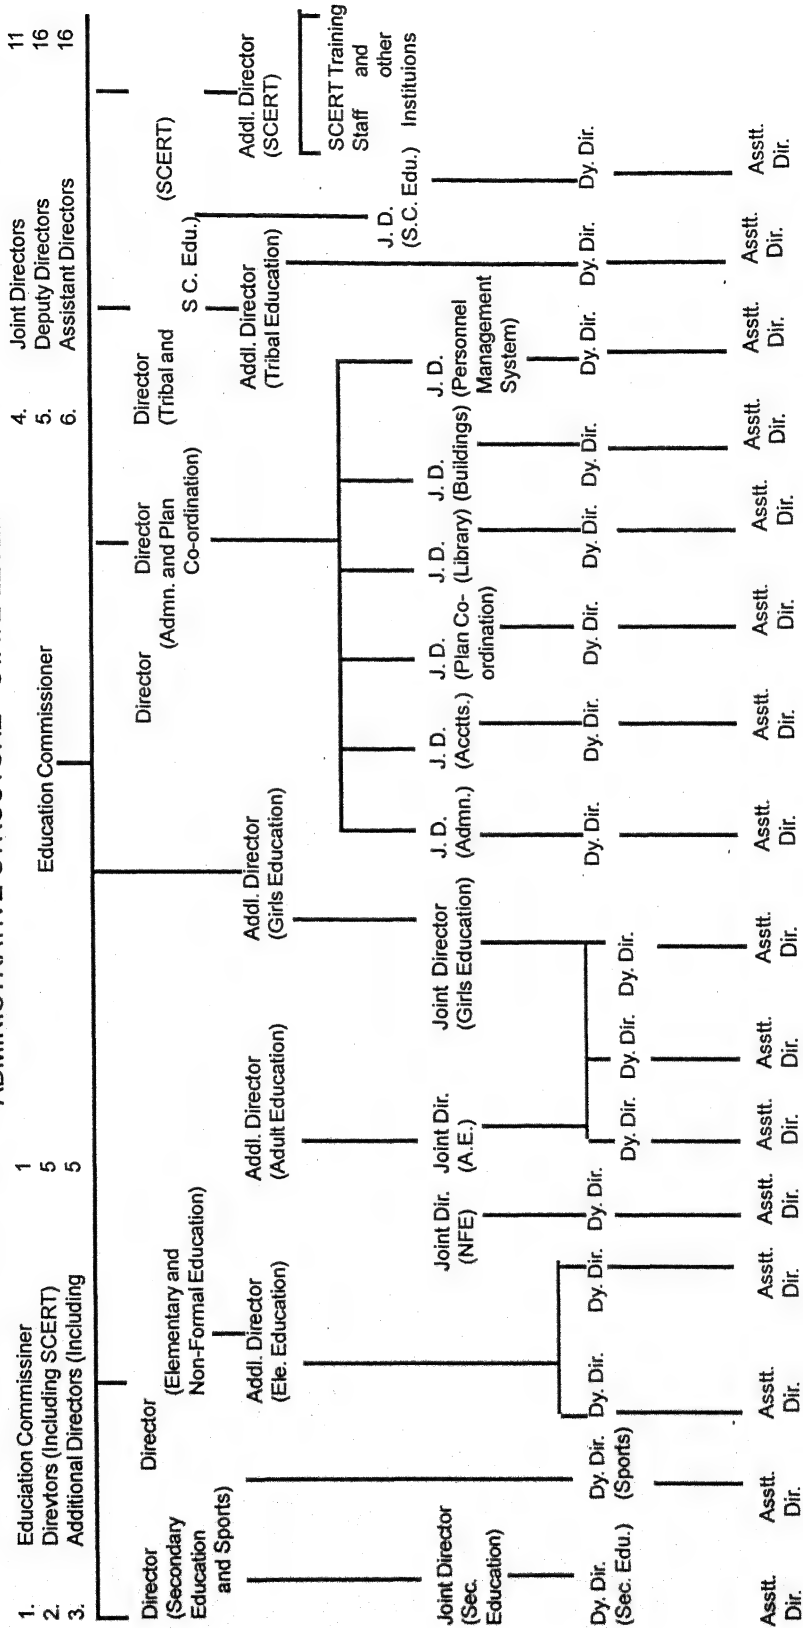 ADMINISTRATIVE STRUCTURE
1. Educiation Commissiner 1
2. Direvtors (Including SCERT) 5
3. Additional Directors (Including 5
4. Joint Directors 11
5. Deputy Directors 16
6. Assistant Directors 16
Education Commissioner
Director
(Secondary
Education
and Sports)
Director
(Elementary and
Non-Formal Education)
Director
Director
(Admn. and Plan
Co-ordination)
Director
(Tribal and
S C. Edu.)
(SCERT)
Addl. Director
(Ele. Education)
Addl. Director
(Adult Education)
Addl. Director
(Girls Education)
Addl. Director
(Tribal Education)
Addl. Director
(SCERT)
SCERT Training
Staff and
other
Instituions
Joint Director
(Sec.
Education)
Joint Dir.
(NFE)
Joint Dir.
(A.E.)
Joint Director
(Girls Education)
J. D.
(Admn.)
J. D.
(Acctts.)
J. D.
(Plan Co-
ordination)
J. D.
(Library)
J. D.
(Buildings)
J. D.
(Personnel
Management
System)
J. D.
(S.C. Edu.)
Dy. Dir.
(Sec. Edu.)
Dy. Dir.
(Sports)
Dy. Dir.
Dy. Dir.
Dy. Dir.
Dy. Dir.
Dy. Dir.
Dy. Dir.
Dy. Dir.
Dy. Dir.
Dy. Dir.
Dy. Dir.
Dy. Dir.
Dy. Dir.
Dy. Dir.
Dy. Dir.
Asstt.
Dir.
Asstt.
Dir.
Asstt.
Dir.
Asstt.
Dir.
Asstt.
Dir.
Asstt.
Dir.
Asstt.
Dir.
Asstt.
Dir.
Asstt.
Dir.
Asstt.
Dir.
Asstt.
Dir.
Asstt.
Dir.
Asstt.
Dir.
Asstt.
Dir.
Asstt.
Dir.
Asstt.
Dir.